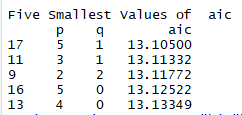 Five Smallest Values of  aic
      p    q       aic
17    5    1  13.10500
11    3    1  13.11332
9     2    2  13.11772
16    5    0  13.12522
13    4    0  13.13349